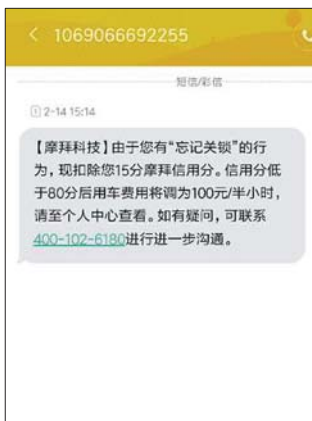 1069066692255
短信/彩信
2-14 15:14
【摩拜科技】由于您有“忘记关锁”的行
为，现扣除您15分摩拜信用分。信用分低
于80分后用车费用将调为100元/半小时，
请至个人中心查看。如有疑问，可联系
400-102-6180进行进一步沟通。